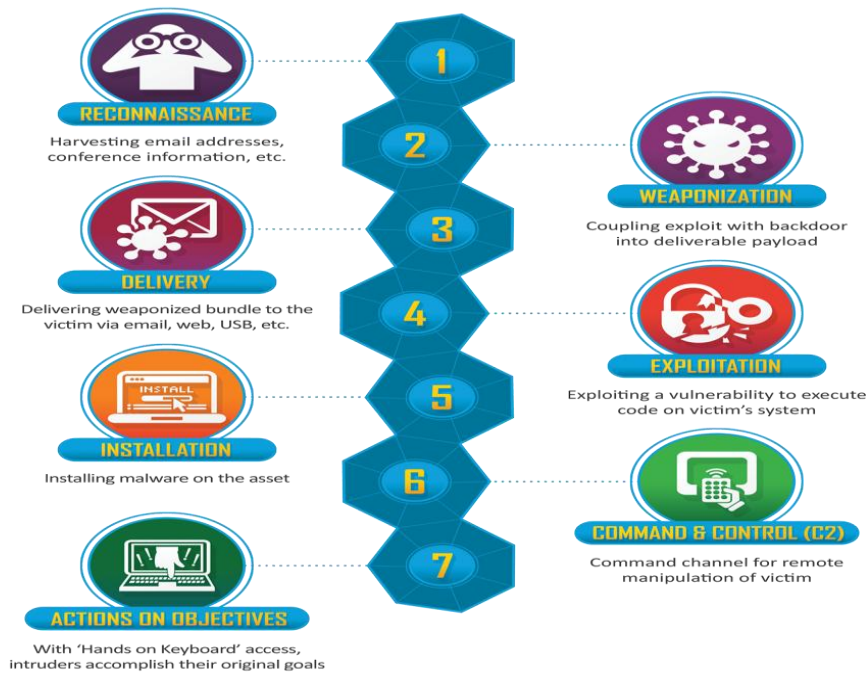 1
RECONNAISSANCE
Harvesting email addresses,
conference information, etc.
2
WEAPONIZATION
Coupling exploit with backdoor
into deliverable payload
3
DELIVERY
Delivering weaponized bundle to the
victim via email, web, USB, etc.
4
EXPLOITATION
Exploiting a vulnerability to execute
code on victim's system
5
INSTALL
INSTALLATION
Installing malware on the asset
6
COMMAND & CONTROL (C2)
Command channel for remote
manipulation of victim
7
ACTIONS ON OBJECTIVES
With 'Hands on Keyboard' access,
intruders accomplish their original goals